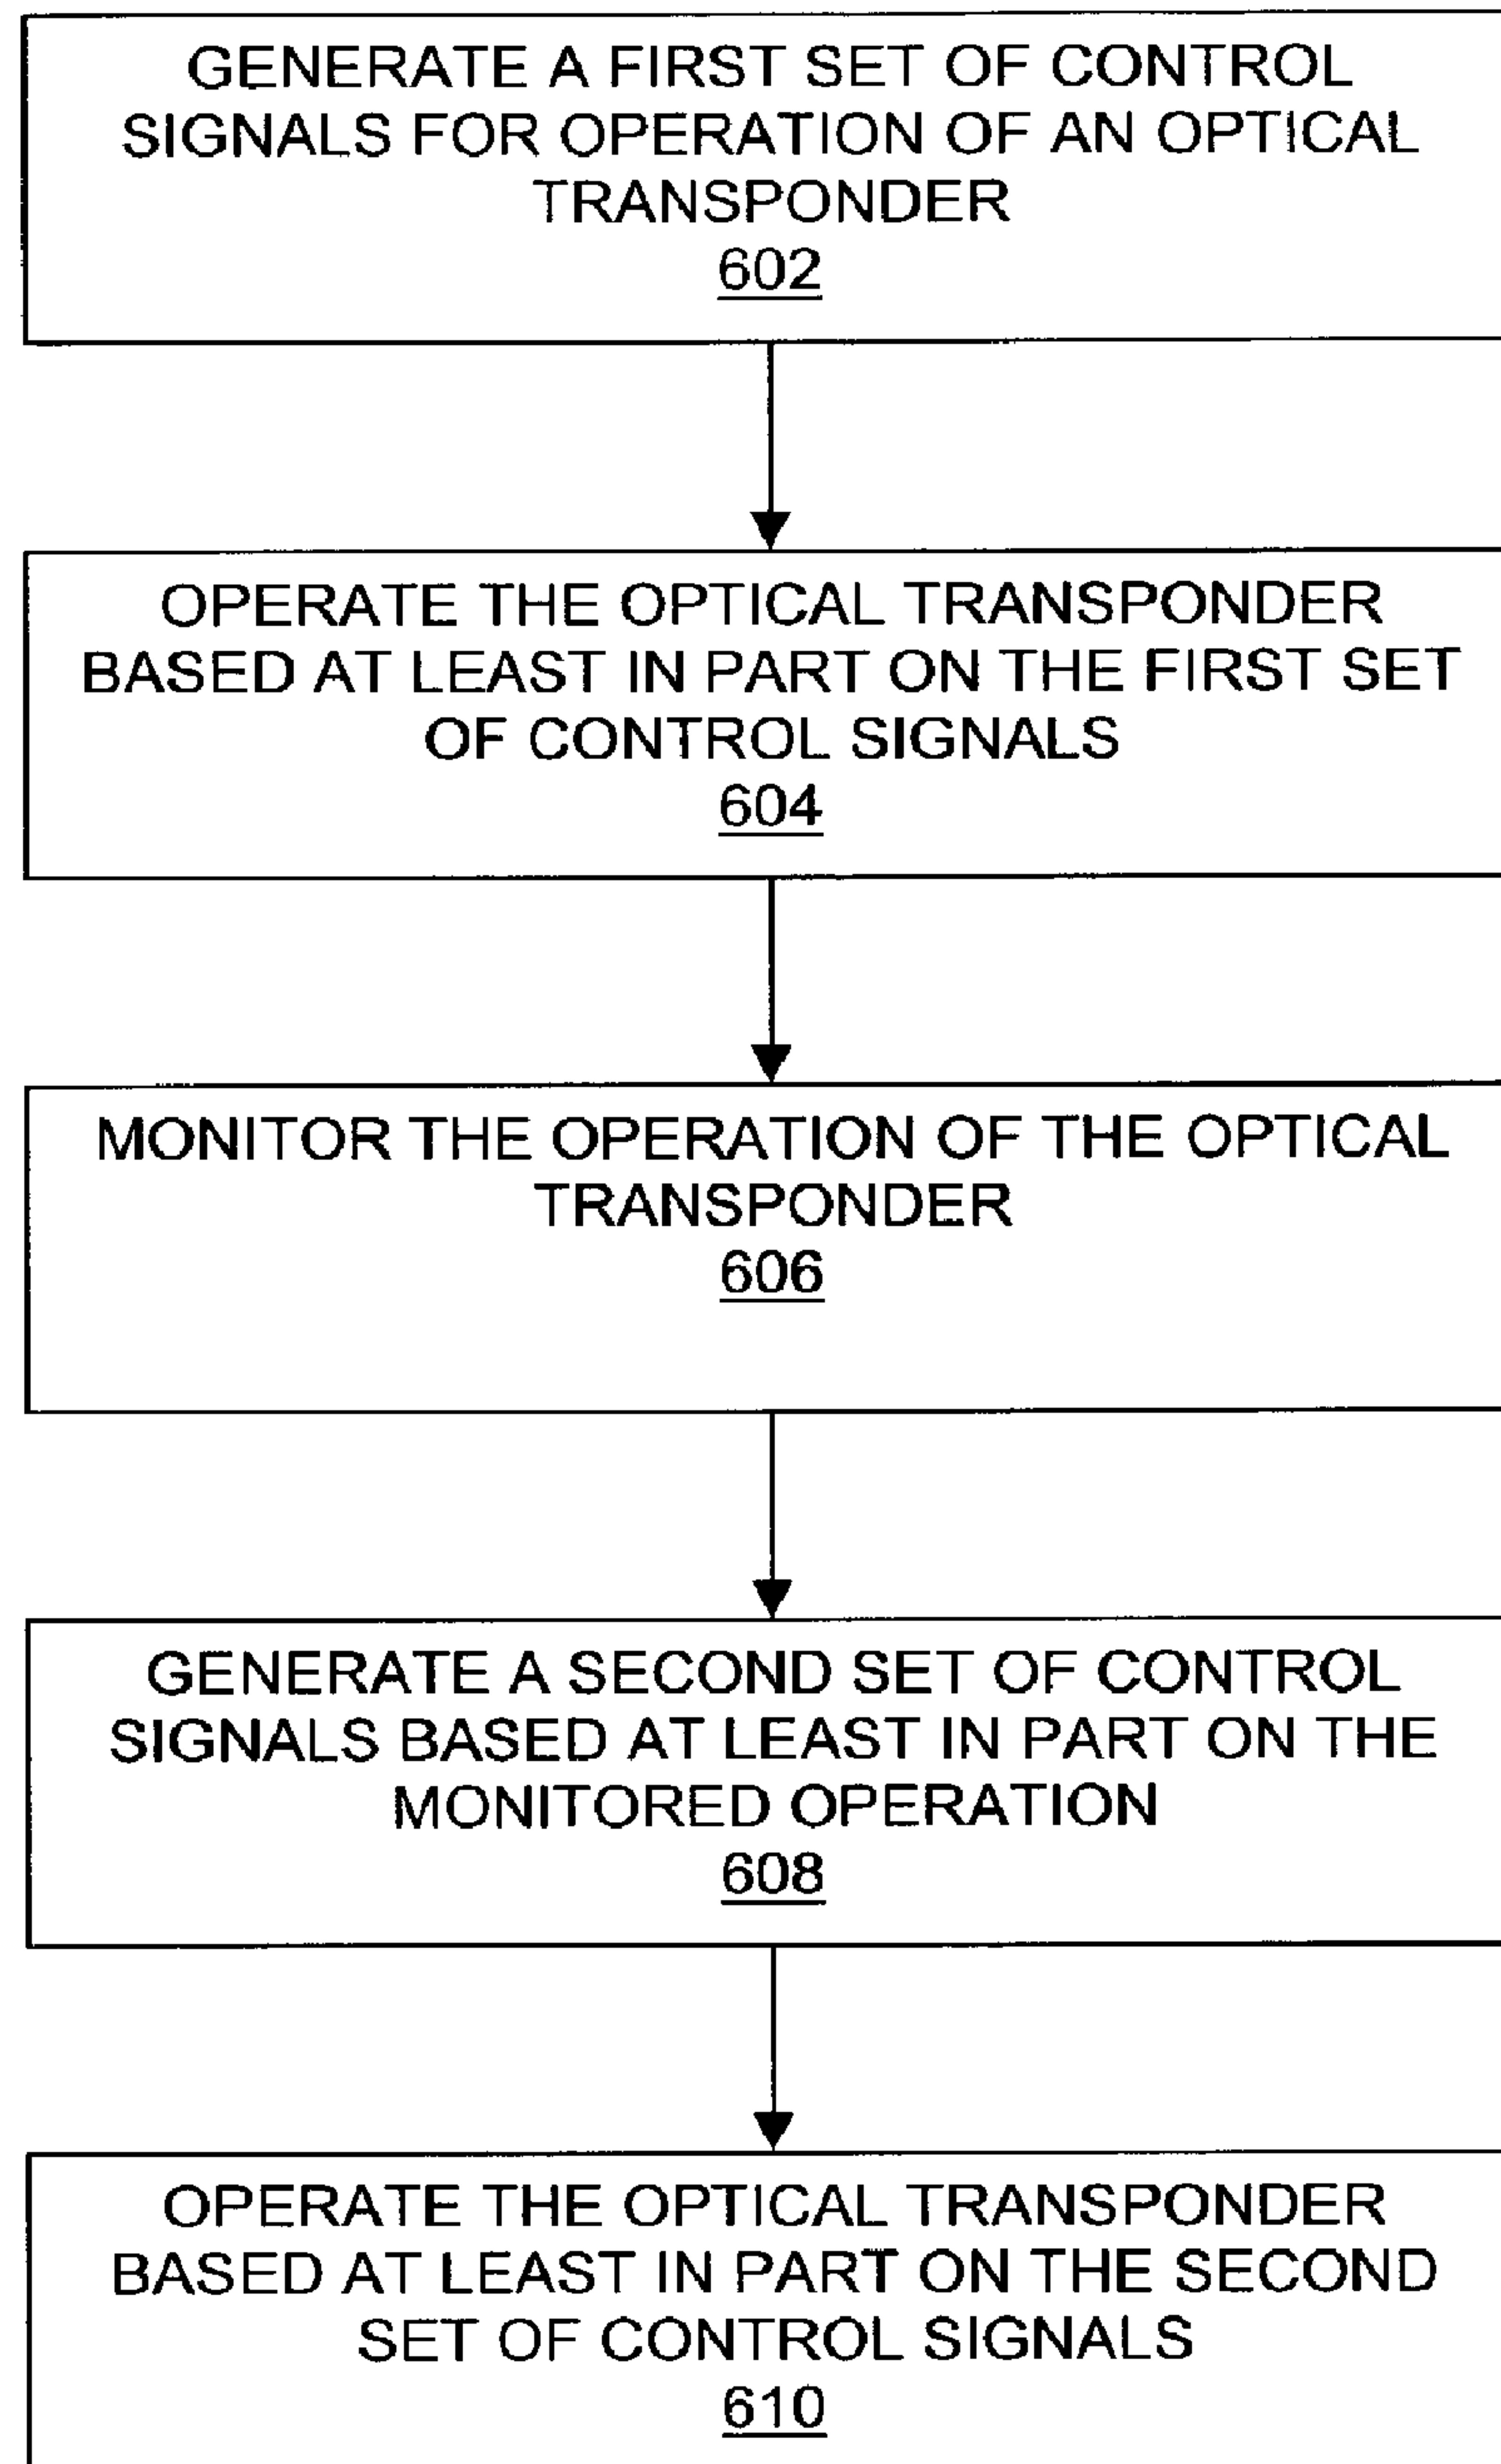 GENERATE A FIRST SET OF CONTROL
SIGNALS FOR OPERATION OF AN OPTICAL
TRANSPONDER
602
OPERATE THE OPTICAL TRANSPONDER
BASED AT LEAST IN PART ON THE FIRST SET
OF CONTROL SIGNALS
604
MONITOR THE OPERATION OF THE OPTICAL
TRANSPONDER
606
GENERATE A SECOND SET OF CONTROL
SIGNALS BASED AT LEAST IN PART ON THE
MONITORED OPERATION
608
OPERATE THE OPTICAL TRANSPONDER
BASED AT LEAST IN PART ON THE SECOND
SET OF CONTROL SIGNALS
610